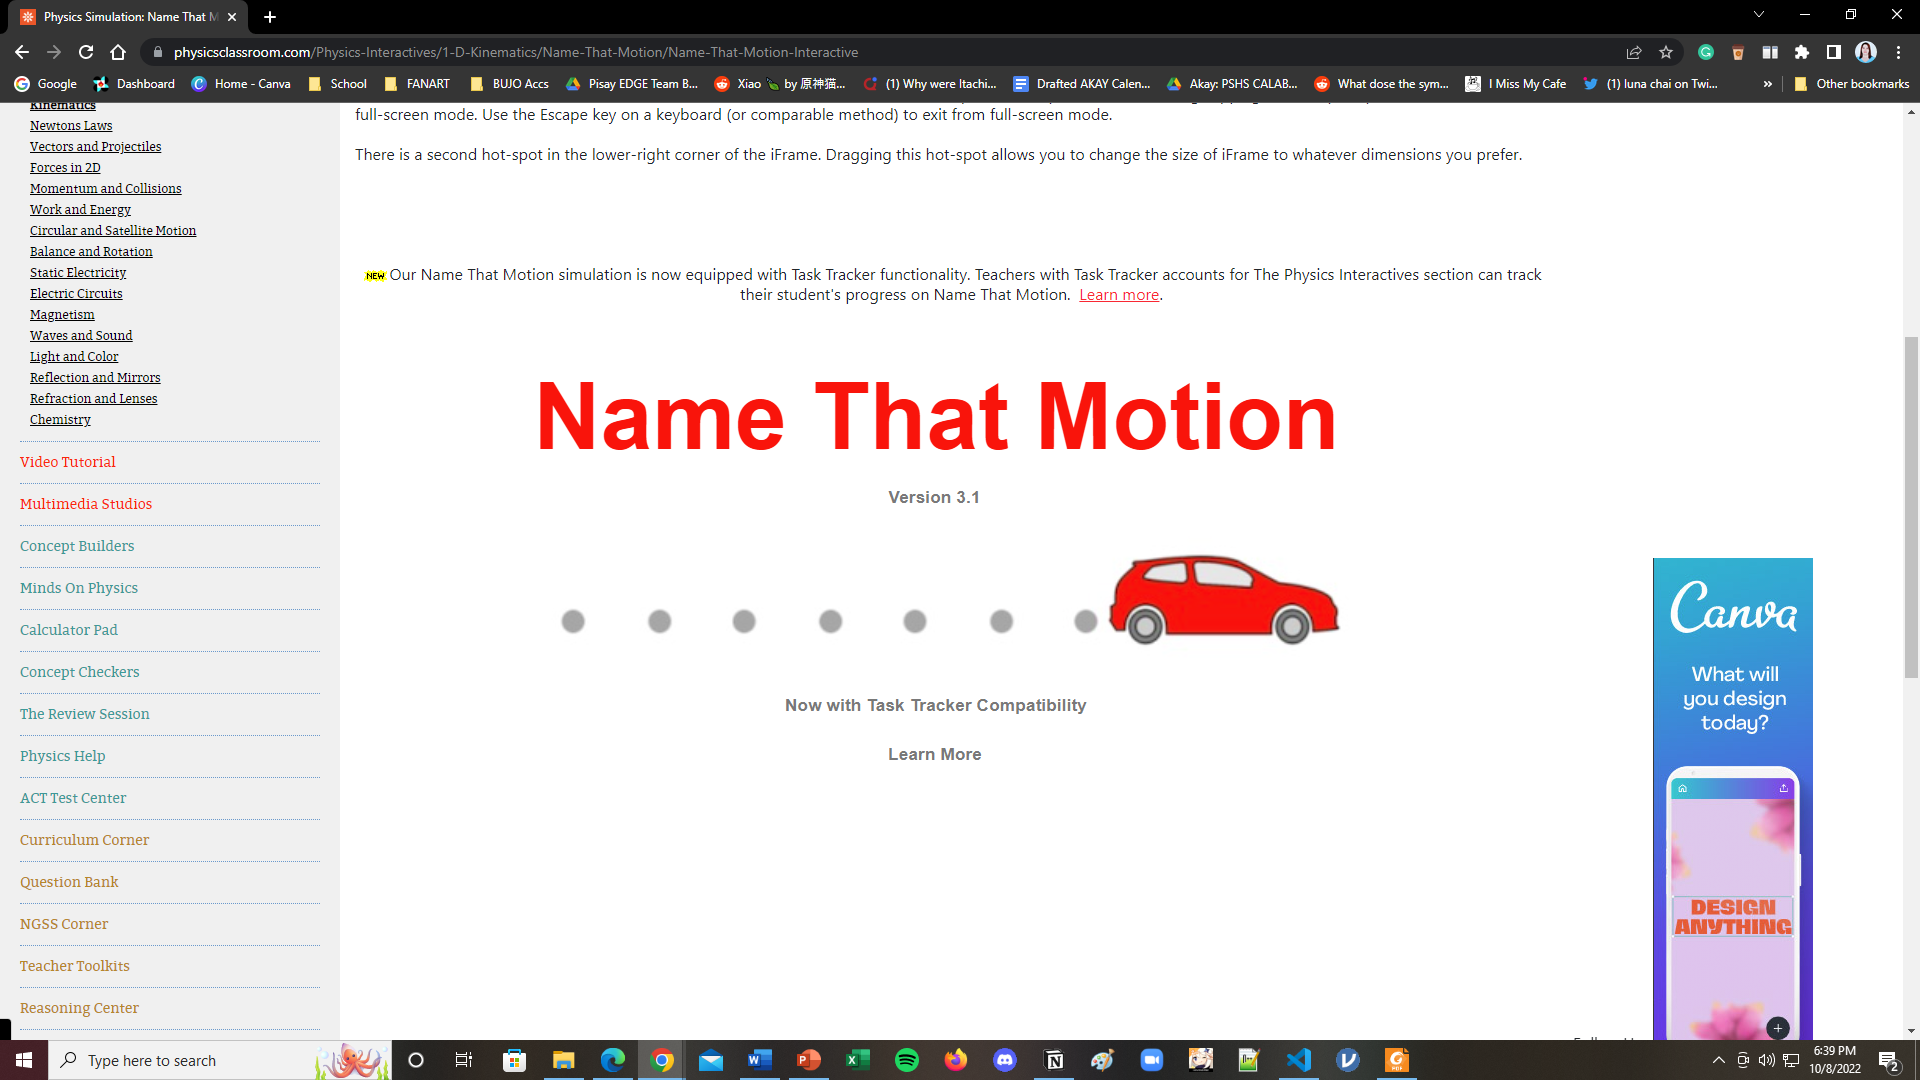 Physics Simulation: Name That M
physicsclassroom.com/Physics-Interactives/1-D-Kinematics/Name-That-Motion/Name-That-Motion-Interactive
Google
Dashboard
Home - Canva
School
FANART
BUJO Accs
Pisay EDGE Team B...
Xiao 🍃 by 原神猫...
(1) Why were Itachi...
Drafted AKAY Calen...
Akay: PSHS CALAB...
What dose the sym...
I Miss My Cafe
(1) luna chai on Twi...
»
Other bookmarks
Kinematics
Newtons Laws
Vectors and Projectiles
Forces in 2D
Momentum and Collisions
Work and Energy
Circular and Satellite Motion
Balance and Rotation
Static Electricity
Electric Circuits
Magnetism
Waves and Sound
Light and Color
Reflection and Mirrors
Refraction and Lenses
Chemistry
Video Tutorial
Multimedia Studios
Concept Builders
Minds On Physics
Calculator Pad
Concept Checkers
The Review Session
Physics Help
ACT Test Center
Curriculum Corner
Question Bank
NGSS Corner
Teacher Toolkits
Reasoning Center
full-screen mode. Use the Escape key on a keyboard (or comparable method) to exit from full-screen mode.
There is a second hot-spot in the lower-right corner of the iFrame. Dragging this hot-spot allows you to change the size of iFrame to whatever dimensions you prefer.
NEW Our Name That Motion simulation is now equipped with Task Tracker functionality. Teachers with Task Tracker accounts for The Physics Interactives section can track
their student's progress on Name That Motion. Learn more.
Name That Motion
Version 3.1
Now with Task Tracker Compatibility
Learn More
Canva
What will
you design
today?
DESIGN
ANYTHING
Type here to search
6:39 PM
10/8/2022
2